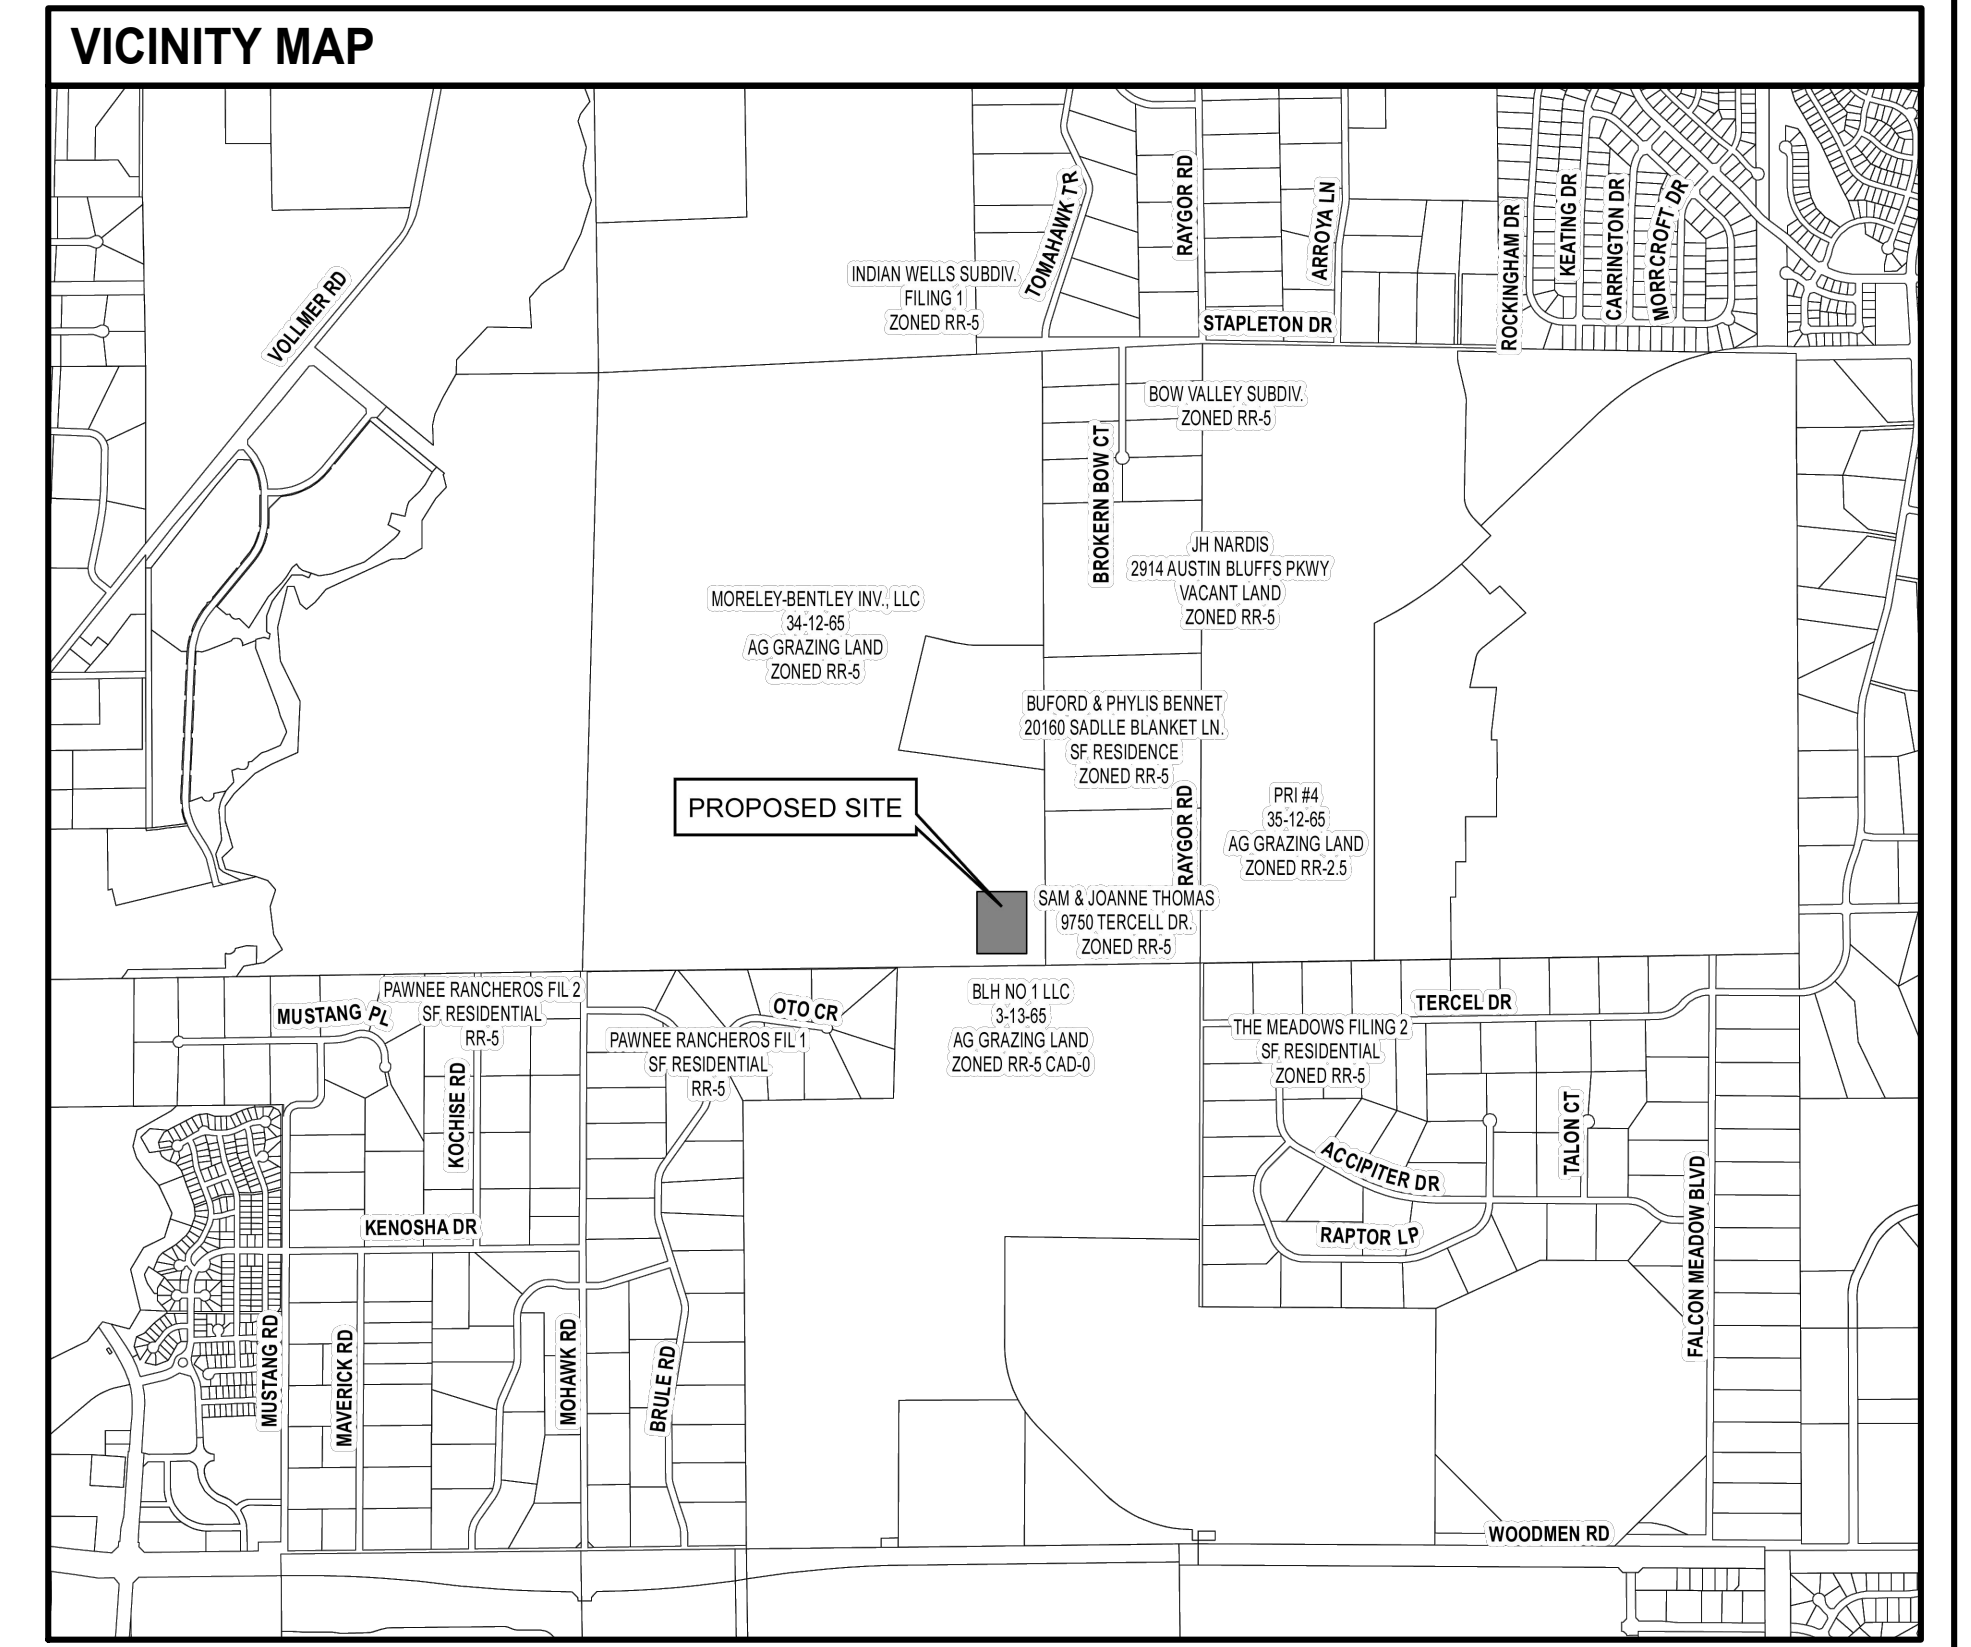 VICINITY MAP
TOMAHAWK TR
RAYGOR RD
ARROYA LN
ROCKINGHAM DR
KEATING DR
CARRINGTON DR
MORRCROFT DR
VOLLMER RD
INDIAN WELLS SUBDIV.
FILING 1
ZONED RR-5
STAPLETON DR
BOW VALLEY SUBDIV.
ZONED RR-5
BROKERN BOW CT
JH NARDIS
2914 AUSTIN BLUFFS PKWY
VACANT LAND
ZONED RR-5
MORELEY-BENTLEY INV., LLC
34-12-65
AG GRAZING LAND
ZONED RR-5
BUFORD & PHYLIS BENNET
20160 SADLLE BLANKET LN.
SF RESIDENCE
ZONED RR-5
PROPOSED SITE
RAYGOR RD
PRI #4
35-12-65
AG GRAZING LAND
ZONED RR-2.5
SAM & JOANNE THOMAS
9750 TERCELL DR.
ZONED RR-5
PAWNEE RANCHEROS FIL 2
SF RESIDENTIAL
RR-5
MUSTANG PL
OTO CR
BLH NO 1 LLC
3-13-65
AG GRAZING LAND
ZONED RR-5 CAD-0
TERCEL DR
PAWNEE RANCHEROS FIL 1
SF RESIDENTIAL
RR-5
THE MEADOWS FILING 2
SF RESIDENTIAL
ZONED RR-5
KOCHISE RD
TALON CT
ACCIPITER DR
FALCON MEADOW BLVD
KENOSHA DR
RAPTOR LP
MUSTANG RD
MAVERICK RD
MOHAWK RD
BRULE RD
WOODMEN RD